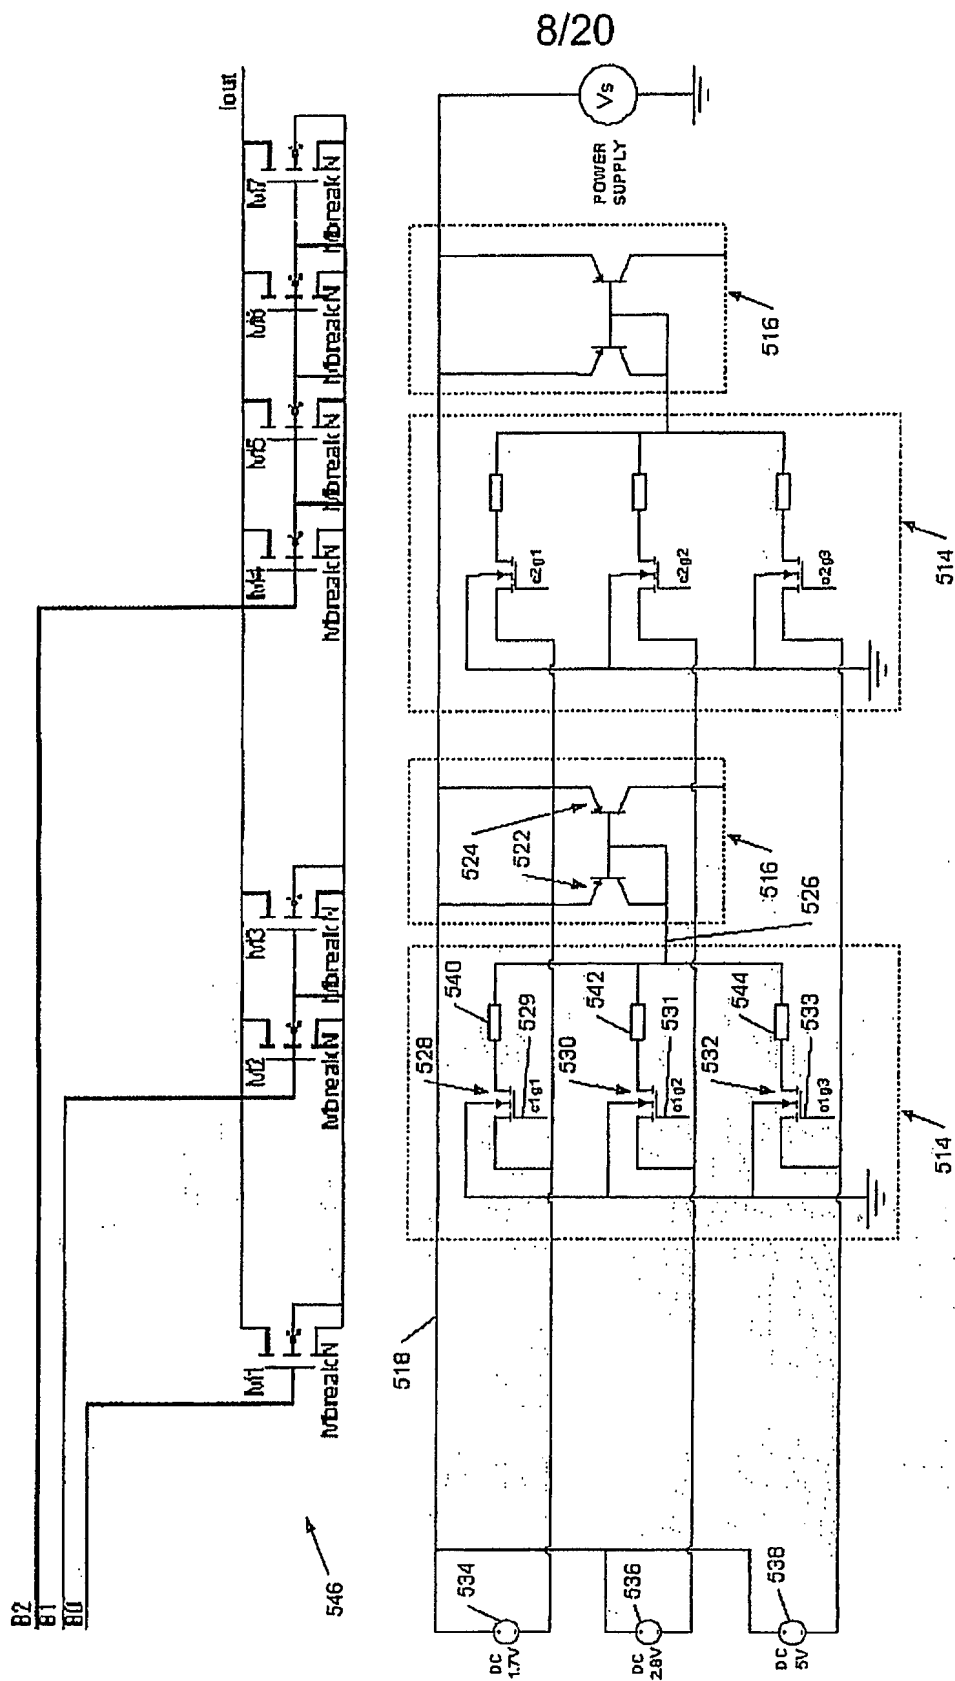 8/20
B2
B1
B0
Iout
M1
MbreakN
M2
MbreakN
M3
MbreakN
M4
MbreakN
M5
MbreakN
M6
MbreakN
M7
MbreakN
546
518
POWER
SUPPLY
Vs
516
514
c2g1
c2g2
c2g3
524
522
516
526
528
540
529
c1g1
530
542
531
c1g2
532
544
533
c1g3
514
534
DC
1.7V
536
DC
2.8V
538
DC
5V